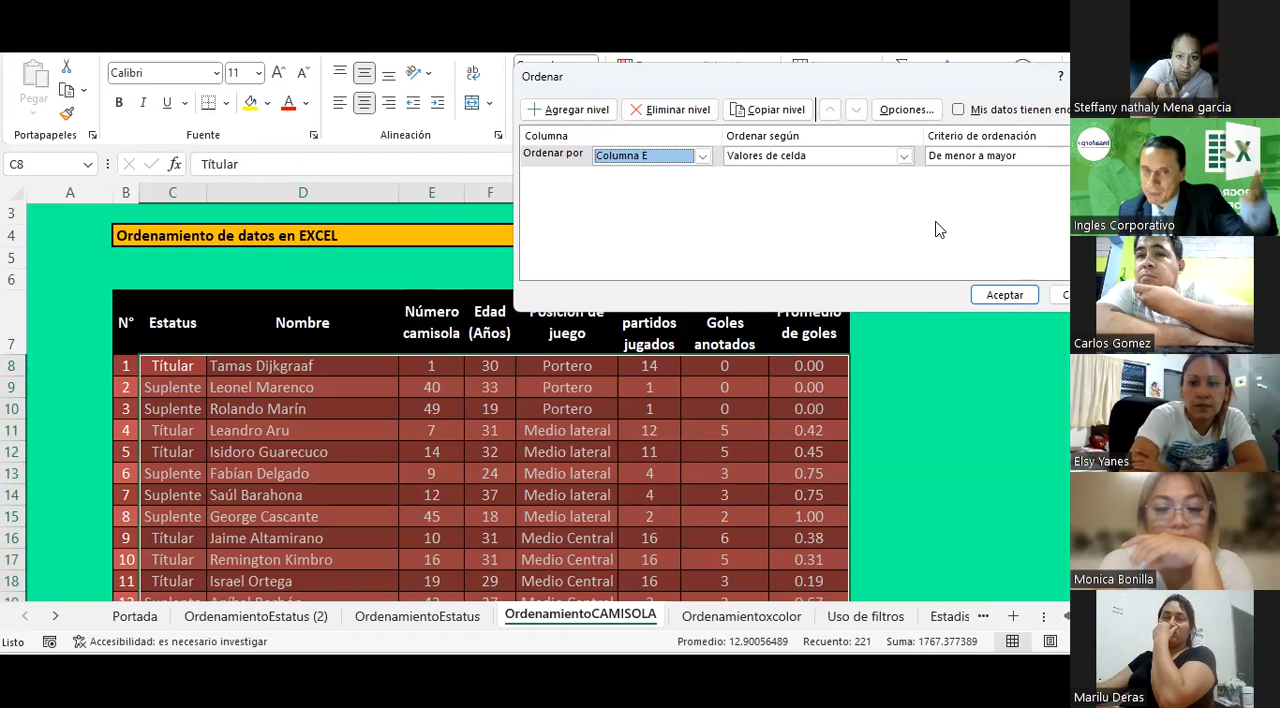 Pegar
Portapapeles
Calibri
11
A^ A˅
N I U A
Fuente
Alineación
ab
Ordenar
?
Agregar nivel
Eliminar nivel
Copiar nivel
Opciones...
Mis datos tienen en
Columna
Ordenar según
Criterio de ordenación
Ordenar por
Columna E
Valores de celda
De menor a mayor
Aceptar
C8
fx
Títular
A B C D E F
3
4 Ordenamiento de datos en EXCEL
5
6
7
N° Estatus Nombre Número camisola Edad (Años) Posición de juego partidos jugados Goles anotados Promedio de goles
8 1 Títular Tamas Dijkgraaf 1 30 Portero 14 0 0.00
9 2 Suplente Leonel Marenco 40 33 Portero 1 0 0.00
10 3 Suplente Rolando Marín 49 19 Portero 1 0 0.00
11 4 Títular Leandro Aru 7 31 Medio lateral 12 5 0.42
12 5 Títular Isidoro Guarecuco 14 32 Medio lateral 11 5 0.45
13 6 Suplente Fabían Delgado 9 24 Medio lateral 4 3 0.75
14 7 Suplente Saúl Barahona 12 37 Medio lateral 4 3 0.75
15 8 Suplente George Cascante 45 18 Medio lateral 2 2 1.00
16 9 Títular Jaime Altamirano 10 31 Medio Central 16 6 0.38
17 10 Títular Remington Kimbro 16 31 Medio Central 16 5 0.31
18 11 Títular Israel Ortega 19 29 Medio Central 16 3 0.19
Portada
OrdenamientoEstatus (2)
OrdenamientoEstatus
OrdenamientoCAMISOLA
Ordenamientoxcolor
Uso de filtros
Estadis
Listo
Accesibilidad: es necesario investigar
Promedio: 12.90056489
Recuento: 221
Suma: 1767.377389
Steffany nathaly Mena garcia
Ingles Corporativo
Carlos Gomez
Elsy Yanes
Monica Bonilla
Marilu Deras